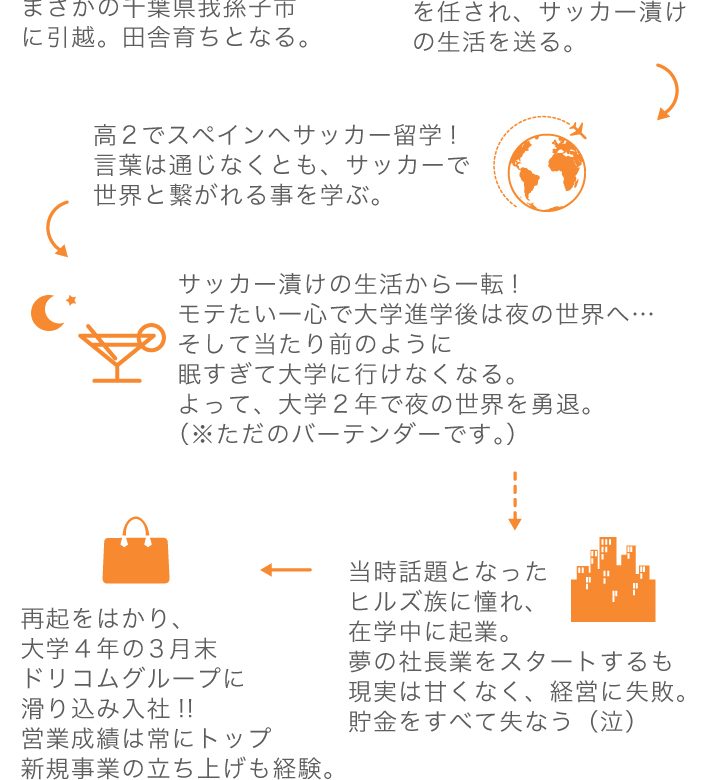 まさかの千葉県我孫子市
に引越。田舎育ちとなる。
を任され、サッカー漬け
の生活を送る。
高２でスペインへサッカー留学！
言葉は通じなくとも、サッカーで
世界と繋がれる事を学ぶ。
サッカー漬けの生活から一転！
モテたい一心で大学進学後は夜の世界へ…
そして当たり前のように
眠すぎて大学に行けなくなる。
よって、大学２年で夜の世界を勇退。
（※ただのバーテンダーです。）
当時話題となった
ヒルズ族に憧れ、
在学中に起業。
夢の社長業をスタートするも
現実は甘くなく、経営に失敗。
貯金をすべて失なう（泣）
再起をはかり、
大学４年の３月末
ドリコムグループに
滑り込み入社!!
営業成績は常にトップ
新規事業の立ち上げも経験。